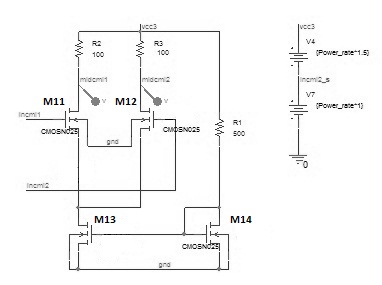 vcc3
vcc3
R2
100
R3
100
V4
{Power_rate*1.5}
midcml1
midcml2
incml2_s
M11
M12
V
V
V7
{Power_rate*1}
incml1
CMOSN025
CMOSN025
R1
500
gnd
0
incml2
M13
M14
CMOSN025
gnd